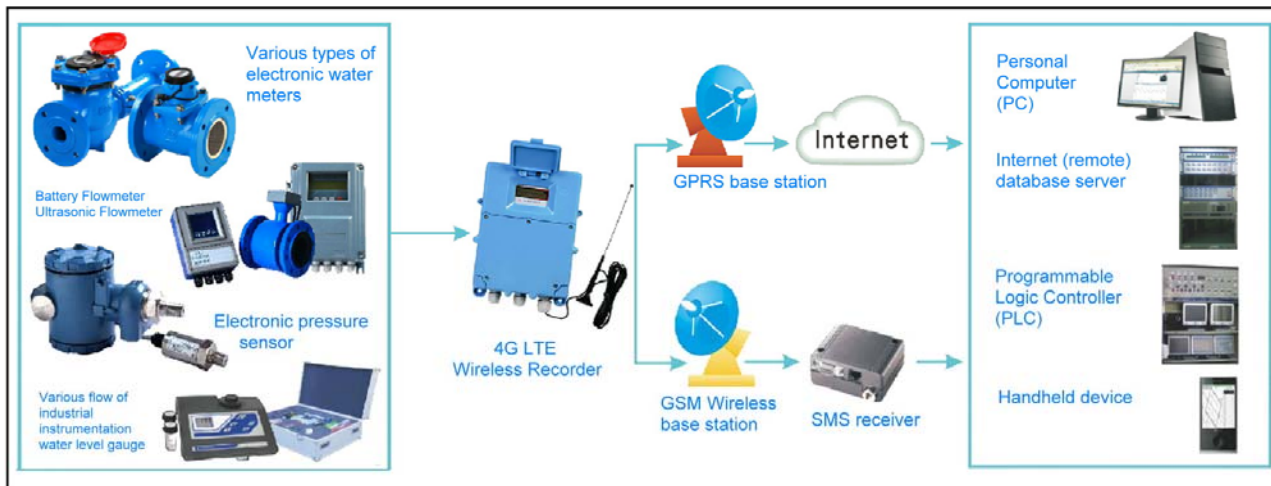 Various types of
electronic water
meters
Battery Flowmeter
Ultrasonic Flowmeter
Electronic pressure
sensor
Various flow of
industrial
instrumentation
water level gauge
4G LTE
Wireless Recorder
GPRS base station
Internet
GSM Wireless
base station
SMS receiver
Personal
Computer
(PC)
Internet (remote)
database server
Programmable
Logic Controller
(PLC)
Handheld device